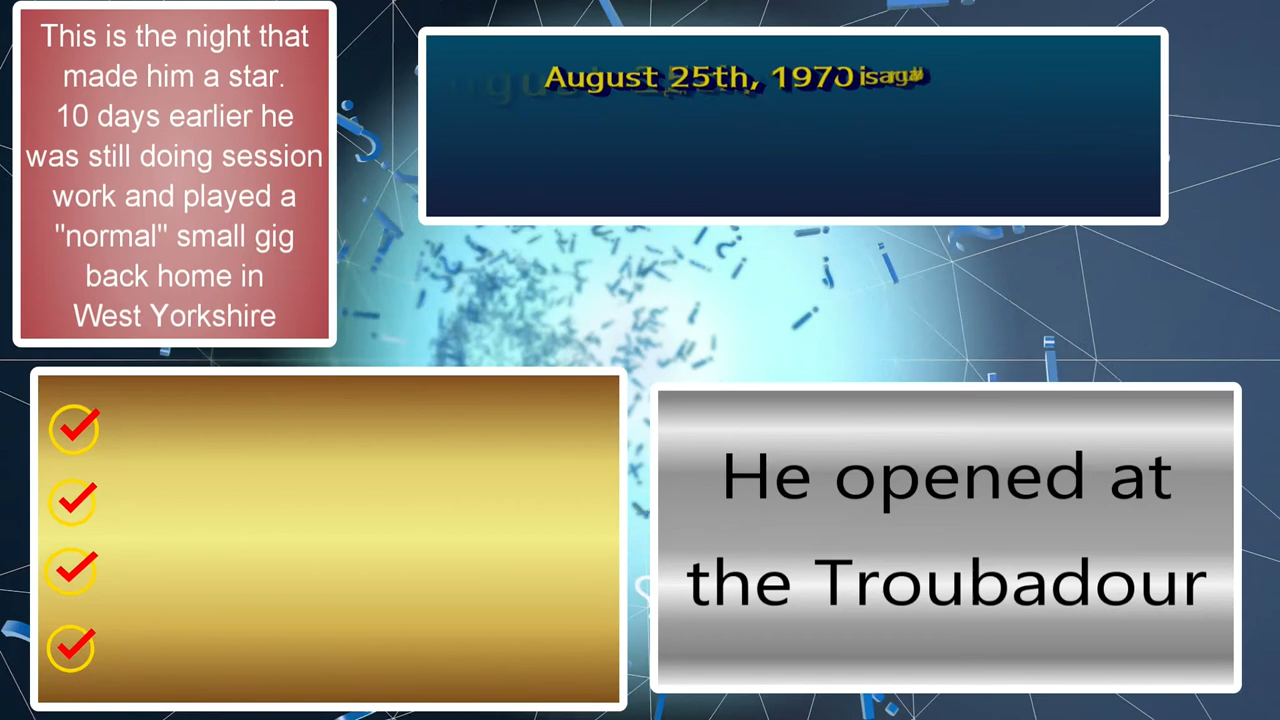 This is the night that
made him a star.
10 days earlier he
was still doing session
work and played a
"normal" small gig
back home in
West Yorkshire
August 25th, 1970 is a
He opened at
the Troubadour